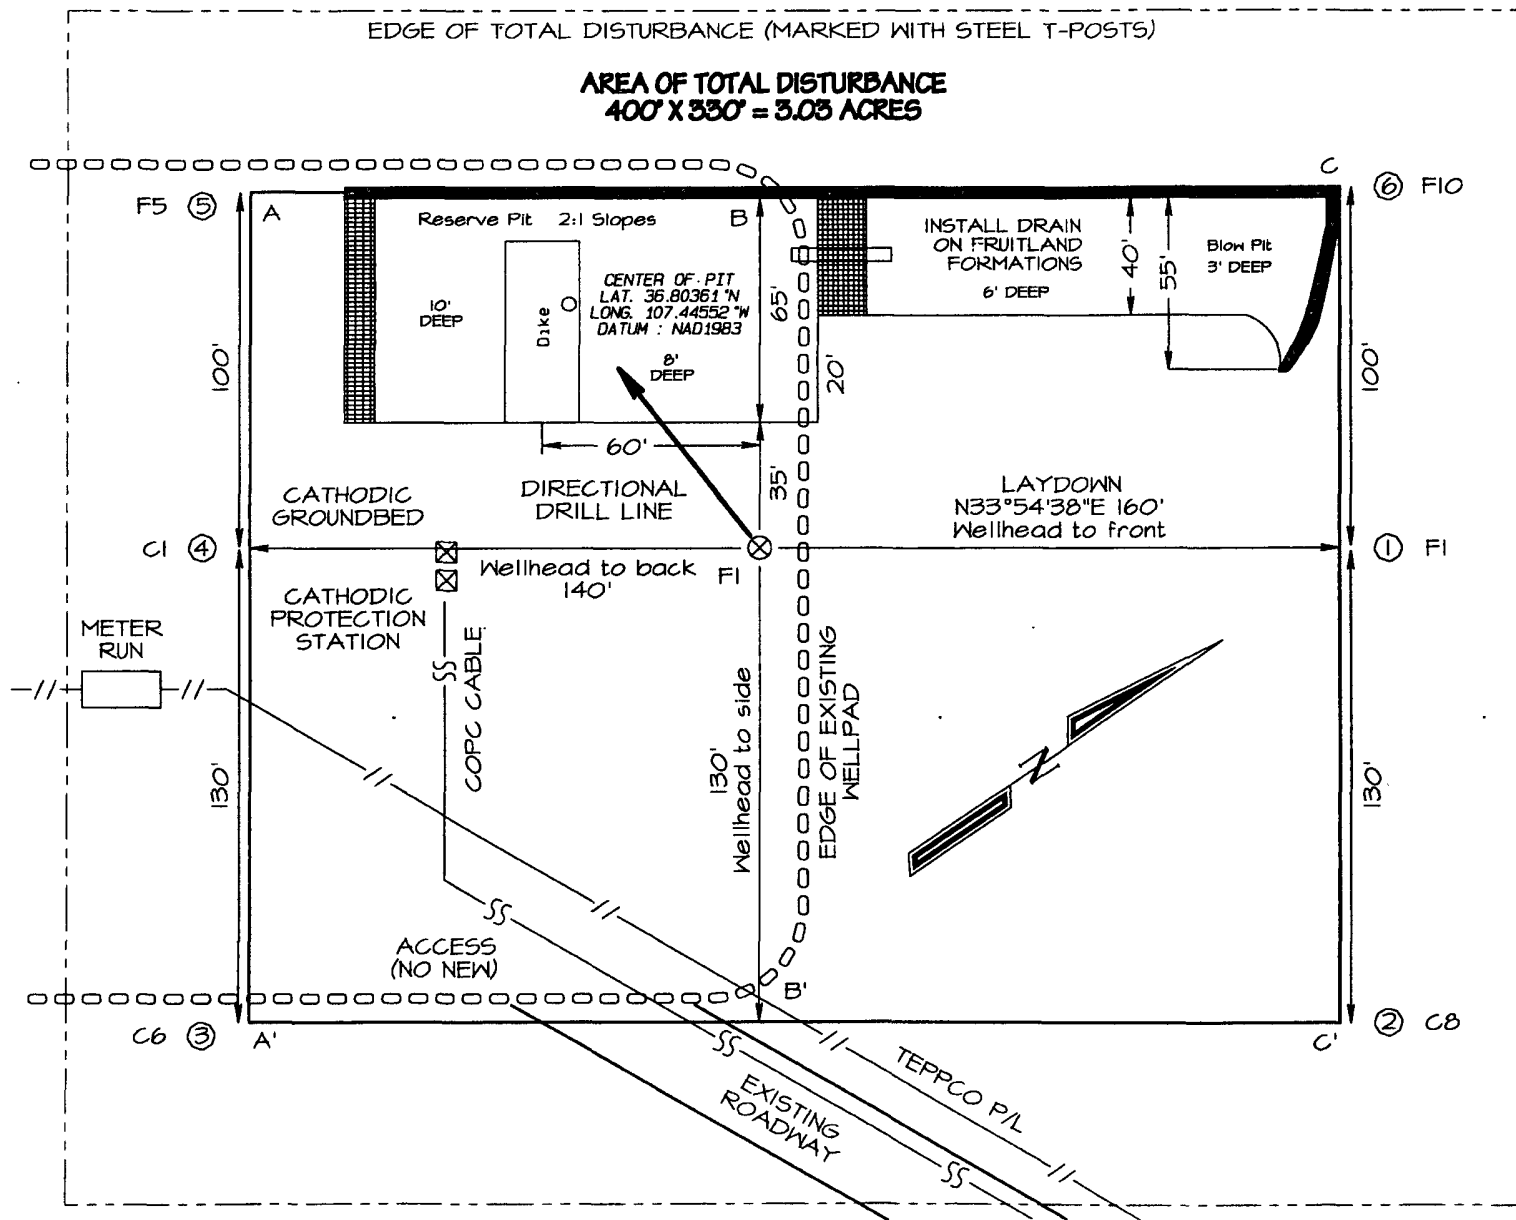 EDGE OF TOTAL DISTURBANCE (MARKED WITH STEEL T-POSTS)
AREA OF TOTAL DISTURBANCE
400' X 330' = 3.03 ACRES
F5 5
A
Reserve Pit 2:1 Slopes
B
C
6 F10
INSTALL DRAIN
ON FRUITLAND
FORMATIONS
6' DEEP
40'
55'
Blow Pit
3' DEEP
10'
DEEP
Dike
CENTER OF PIT
LAT. 36.80361 °N
LONG. 107.44552 °W
DATUM : NAD1983
8'
DEEP
65'
20'
100'
100'
60'
35'
CATHODIC
GROUNDBED
DIRECTIONAL
DRILL LINE
LAYDOWN
N33°54'38"E 160'
Wellhead to front
C1 4
Wellhead to back
140'
F1
1 F1
CATHODIC
PROTECTION
STATION
METER
RUN
COPC CABLE
130'
130'
Wellhead to side
EDGE OF EXISTING
WELLPAD
N
130'
ACCESS
(NO NEW)
B'
C6 3
A'
C'
2 C8
TEPPCO P/L
EXISTING
ROADWAY